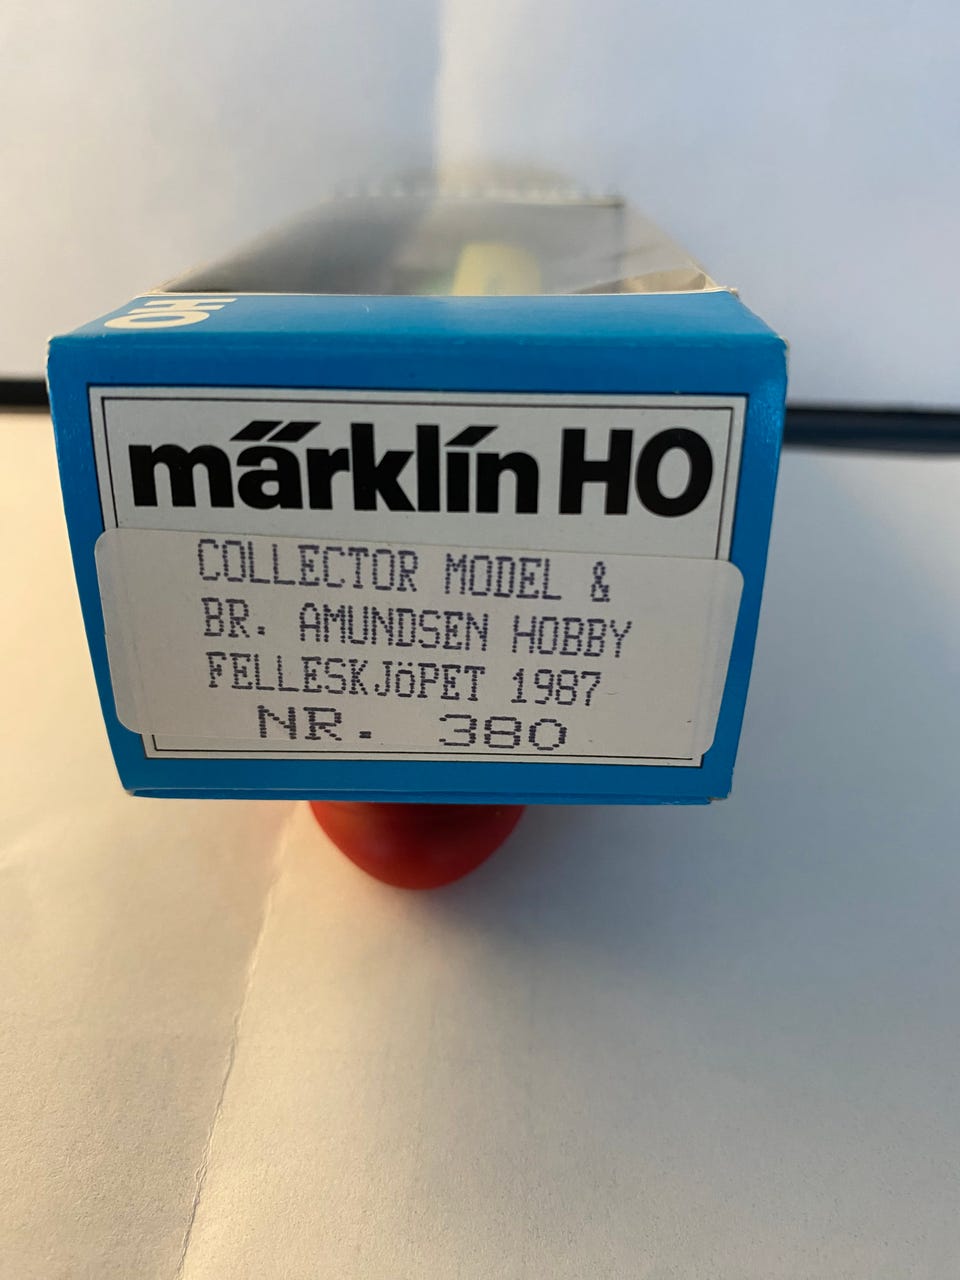 HO
märklin HO
COLLECTOR MODEL &
BR. AMUNDSEN HOBBY
FELLESKJöPET 1987
NR. 380